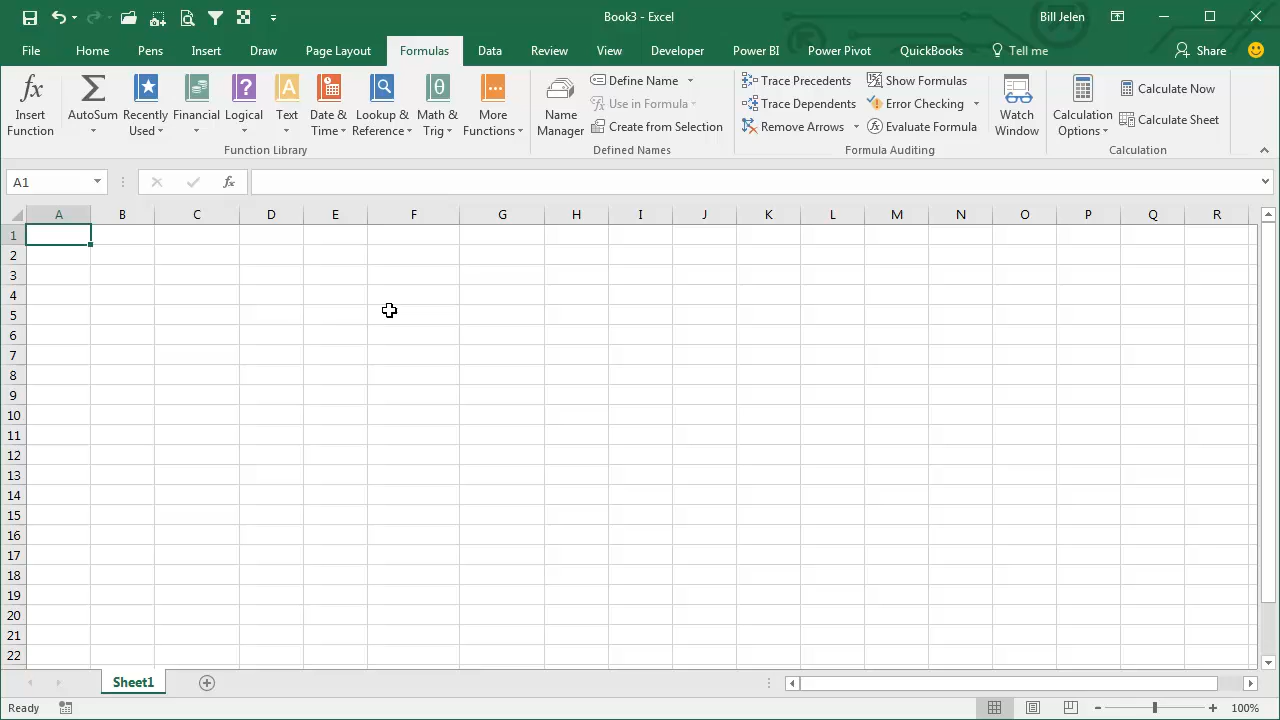 Book3 - Excel
Bill Jelen
File Home Pens Insert Draw Page Layout Formulas Data Review View Developer Power BI Power Pivot QuickBooks Tell me Share
fx Insert Function
Σ AutoSum
Recently Used
Financial
? Logical
A Text
Date & Time
Lookup & Reference
θ Math & Trig
More Functions
Function Library
Name Manager
Define Name
Use in Formula
Create from Selection
Defined Names
Trace Precedents
Trace Dependents
Remove Arrows
Show Formulas
Error Checking
fx Evaluate Formula
Formula Auditing
Watch Window
Calculation Options
Calculate Now
Calculate Sheet
Calculation
A1 fx
A B C D E F G H I J K L M N O P Q R
1
2
3
4
5
6
7
8
9
10
11
12
13
14
15
16
17
18
19
20
21
22
Sheet1
Ready 100%